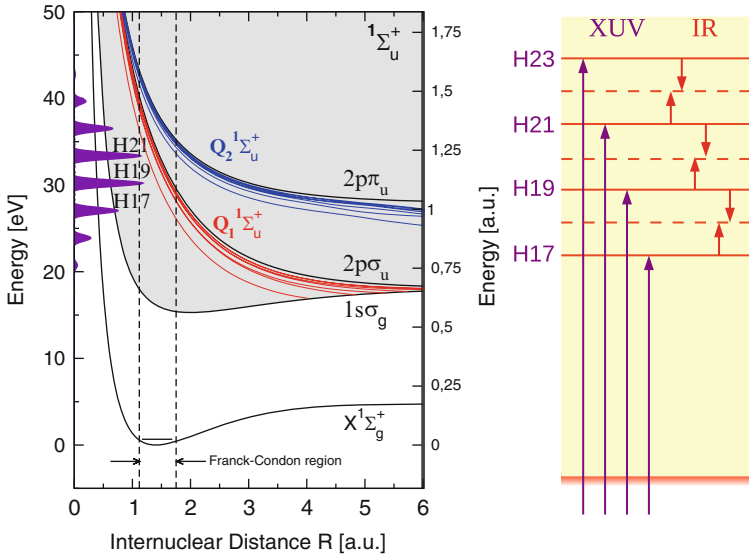 50
40
30
20
10
0
Energy [eV]
H21
H19
H17
¹Σᵤ⁺
Q₂ ¹Σᵤ⁺
2pπᵤ
Q₁ ¹Σᵤ⁺
2pσᵤ
1sσg
X¹Σg⁺
Franck-Condon region
0 1 2 3 4 5 6
Internuclear Distance R [a.u.]
1,75
1,5
1,25
1
0,75
0,5
0,25
0
Energy [a.u.]
XUV IR
H23
H21
H19
H17